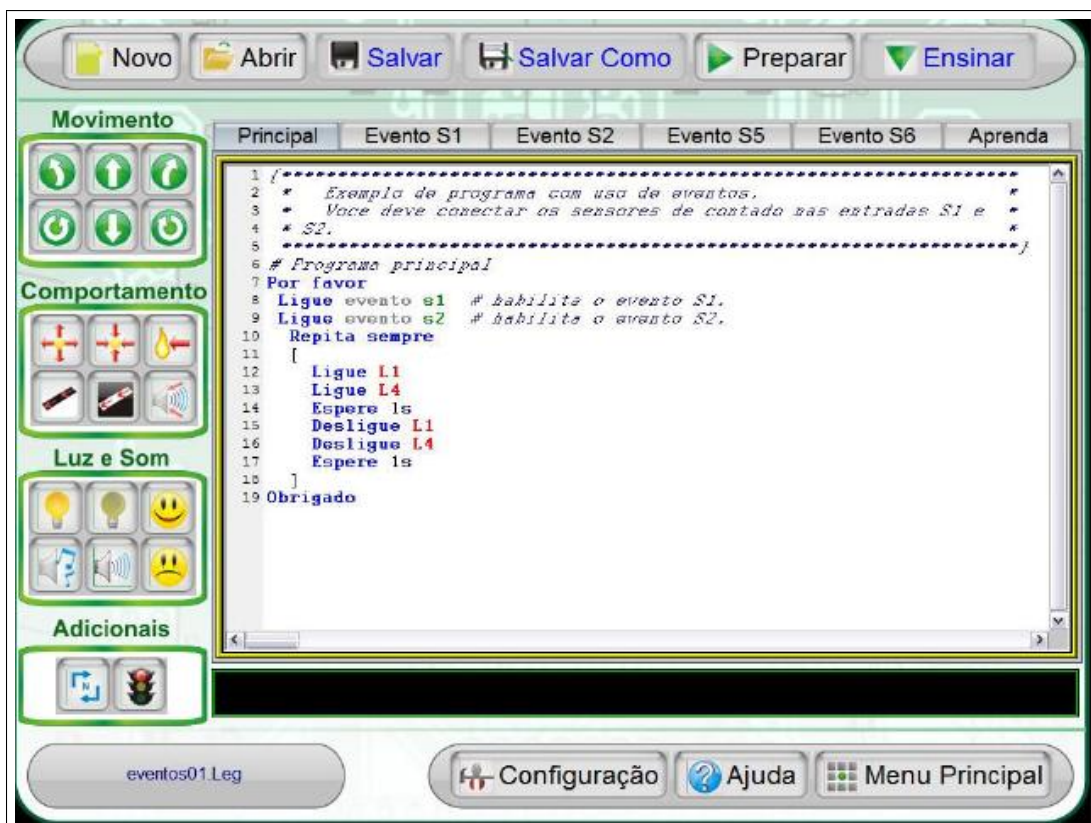 Novo Abrir Salvar Salvar Como Preparar Ensinar
Movimento
Comportamento
Luz e Som
Adicionais
Principal Evento S1 Evento S2 Evento S5 Evento S6 Aprenda
1 {*****************************************************************
2 * Exemplo de programa com uso de eventos. *
3 * Voce deve conectar os sensores de contado nas entradas S1 e *
4 * S2. *
5 *****************************************************************}
6 # Programa principal
7 Por favor
8 Ligue evento s1 # habilita o evento S1.
9 Ligue evento s2 # habilita o evento S2.
10 Repita sempre
11 [
12 Ligue L1
13 Ligue L4
14 Espere 1s
15 Desligue L1
16 Desligue L4
17 Espere 1s
18 ]
19 Obrigado
eventos01.Leg
Configuração Ajuda Menu Principal